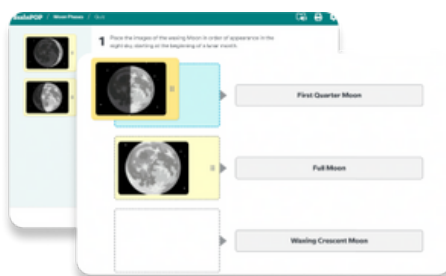 BrainPOP / Moon Phases / Quiz
1 Place the images of the waxing Moon in order of appearance in the
night sky, starting at the beginning of a lunar month.
First Quarter Moon
Full Moon
Waxing Crescent Moon